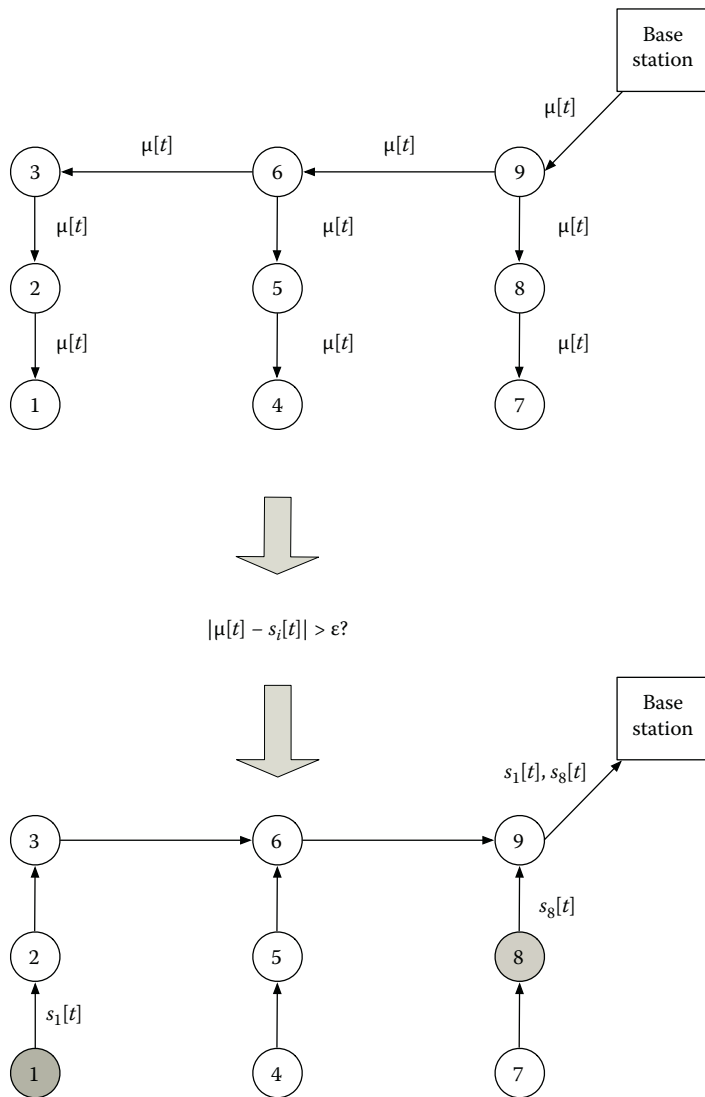 Base
station
μ[t]
μ[t]
μ[t]
3
6
9
μ[t]
μ[t]
μ[t]
2
5
8
μ[t]
μ[t]
μ[t]
1
4
7
|μ[t] – s_i[t]| > ε?
Base
station
s_1[t], s_8[t]
3
6
9
s_8[t]
2
5
8
s_1[t]
1
4
7